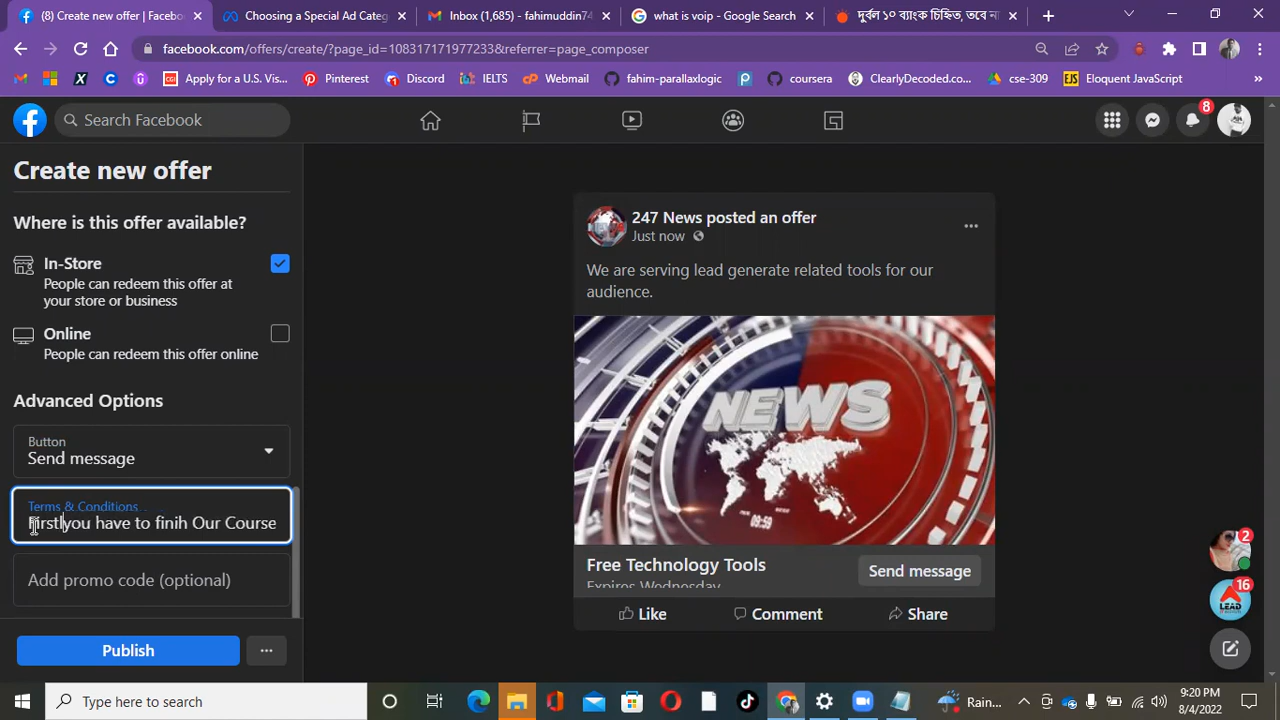 (8) Create new offer | Faceboo
Choosing a Special Ad Categ
Inbox (1,685) - fahimuddin74
what is voip - Google Search
দুর্বল ১০ ব্যাংক চিহ্নিত, তবে না
facebook.com/offers/create/?page_id=108317171977233&referrer=page_composer
Apply for a U.S. Vis...
Pinterest
Discord
IELTS
Webmail
fahim-parallaxlogic
coursera
ClearlyDecoded.co...
cse-309
Eloquent JavaScript
»
Search Facebook
8
Create new offer
Where is this offer available?
In-Store
People can redeem this offer at
your store or business
Online
People can redeem this offer online
Advanced Options
Button
Send message
Terms & Conditions...
Firstlyou have to finih Our Course
Add promo code (optional)
Publish
247 News posted an offer
Just now
We are serving lead generate related tools for our
audience.
NEWS
09:59
Free Technology Tools
Send message
Expires Wednesday
Like
Comment
Share
2
16
LEAD
Type here to search
Rain...
9:20 PM
8/4/2022